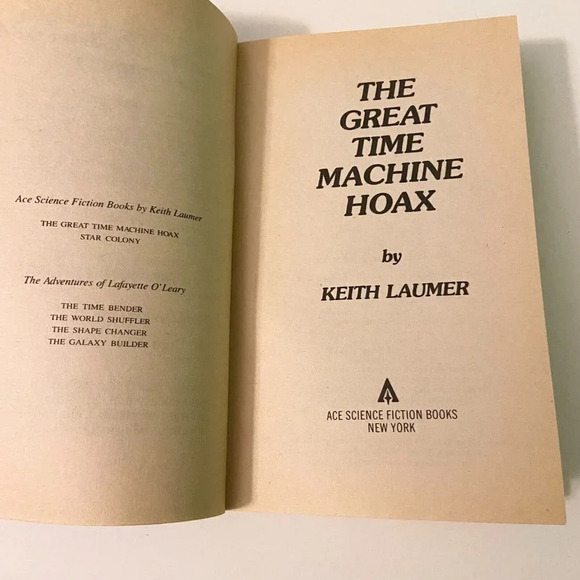 Ace Science Fiction Books by Keith Laumer
THE GREAT TIME MACHINE HOAX
STAR COLONY
The Adventures of Lafayette O'Leary
THE TIME BENDER
THE WORLD SHUFFLER
THE SHAPE CHANGER
THE GALAXY BUILDER
THE
GREAT
TIME
MACHINE
HOAX
by
KEITH LAUMER
ACE SCIENCE FICTION BOOKS
NEW YORK